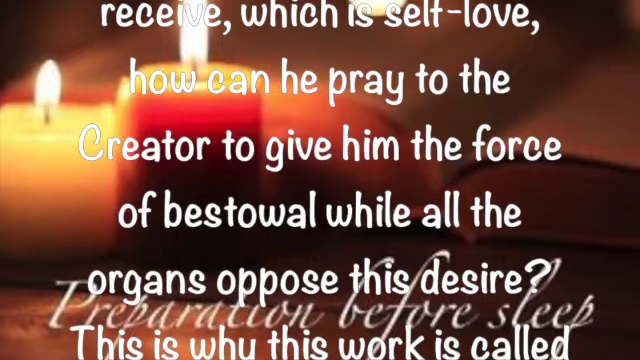 receive, which is self-love,
how can he pray to the
Creator to give him the force
of bestowal while all the
organs oppose this desire?
Preparation before sleep
This is why this work is called